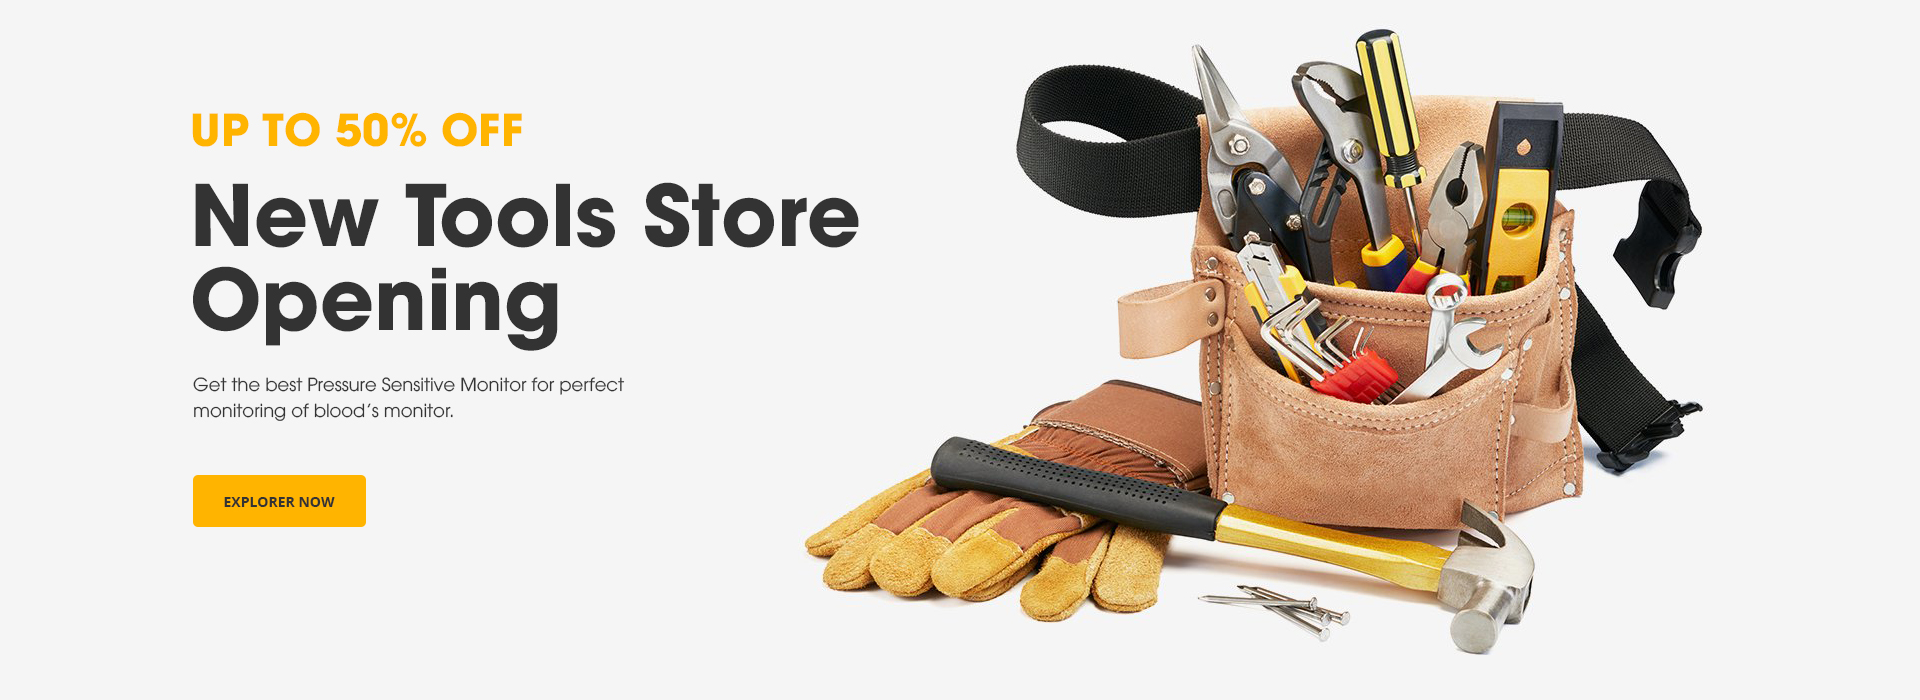 UP TO 50% OFF
New Tools Store
Opening
Get the best Pressure Sensitive Monitor for perfect
monitoring of blood’s monitor.
EXPLORER NOW